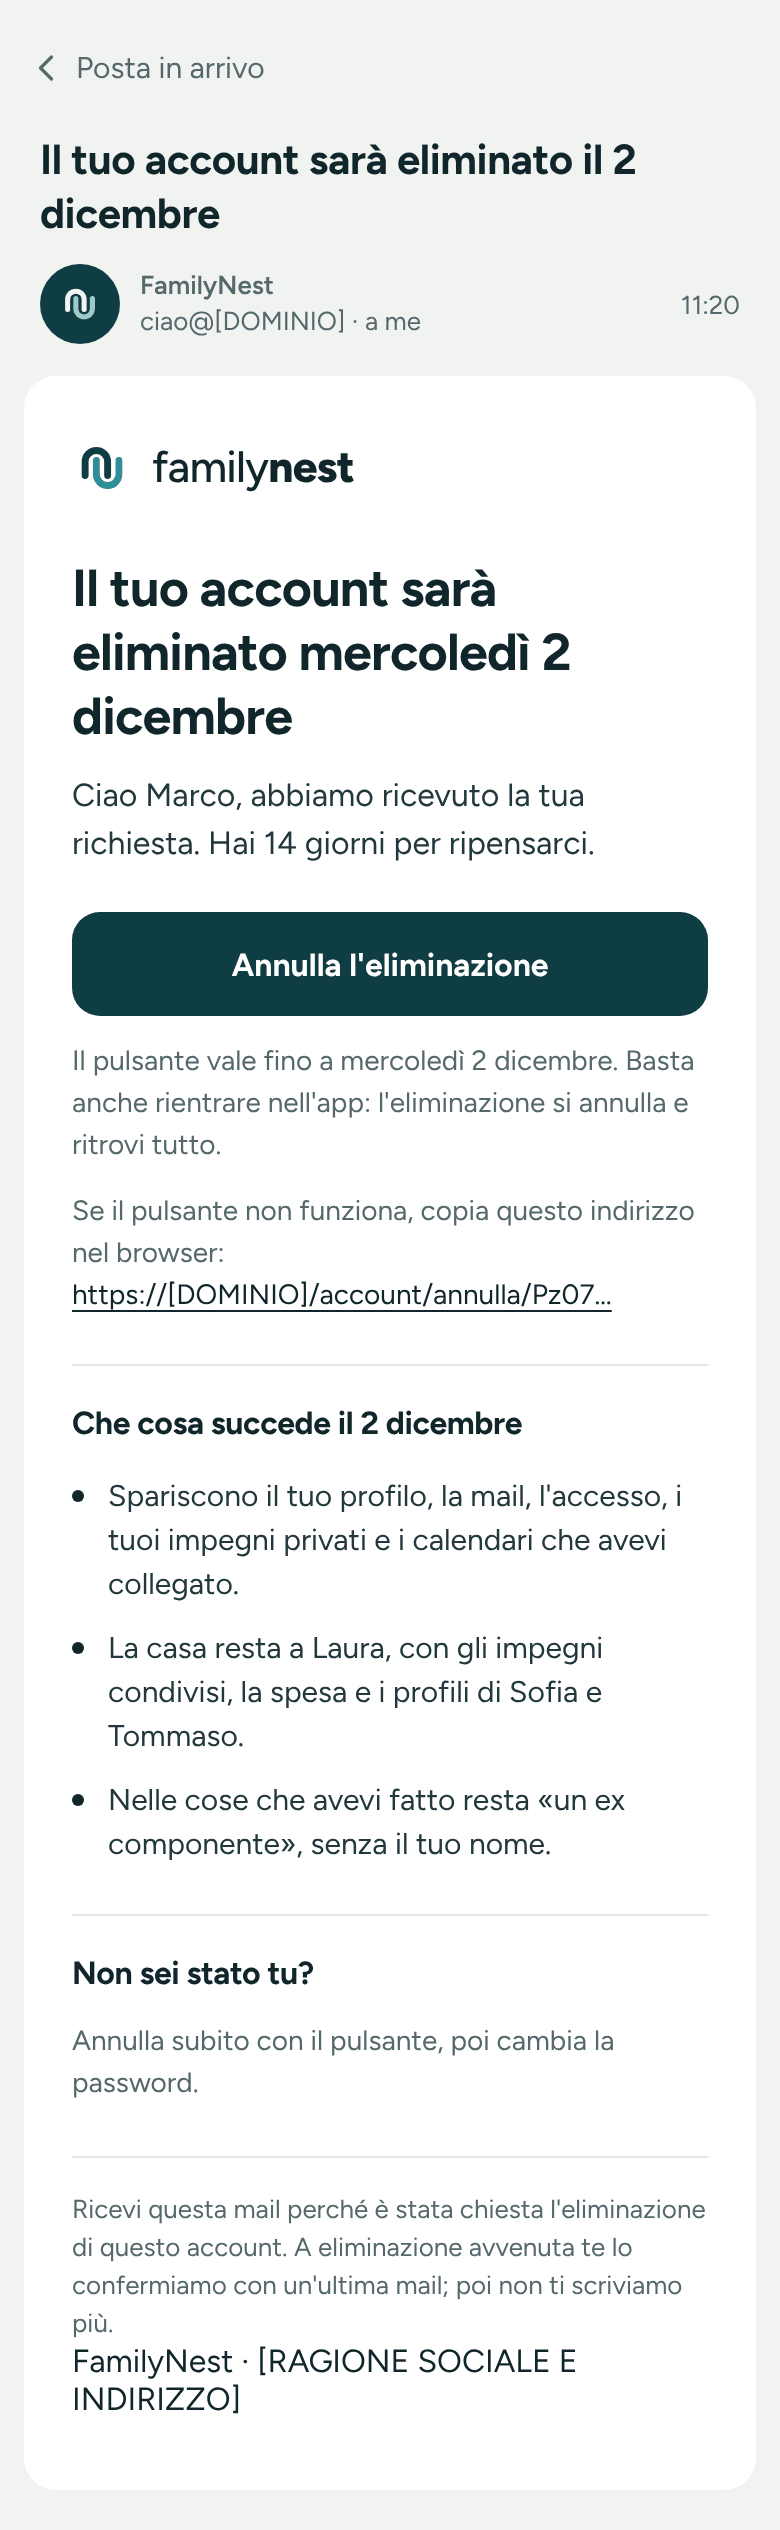 Posta in arrivo
Il tuo account sarà eliminato il 2
dicembre
FamilyNest
ciao@[DOMINIO] · a me
11:20
familynest
Il tuo account sarà
eliminato mercoledì 2
dicembre
Ciao Marco, abbiamo ricevuto la tua
richiesta. Hai 14 giorni per ripensarci.
Annulla l'eliminazione
Il pulsante vale fino a mercoledì 2 dicembre. Basta
anche rientrare nell'app: l'eliminazione si annulla e
ritrovi tutto.
Se il pulsante non funziona, copia questo indirizzo
nel browser:
https://[DOMINIO]/account/annulla/Pz07...
Che cosa succede il 2 dicembre
• Spariscono il tuo profilo, la mail, l'accesso, i
tuoi impegni privati e i calendari che avevi
collegato.
• La casa resta a Laura, con gli impegni
condivisi, la spesa e i profili di Sofia e
Tommaso.
• Nelle cose che avevi fatto resta «un ex
componente», senza il tuo nome.
Non sei stato tu?
Annulla subito con il pulsante, poi cambia la
password.
Ricevi questa mail perché è stata chiesta l'eliminazione
di questo account. A eliminazione avvenuta te lo
confermiamo con un'ultima mail; poi non ti scriviamo
più.
FamilyNest · [RAGIONE SOCIALE E
INDIRIZZO]